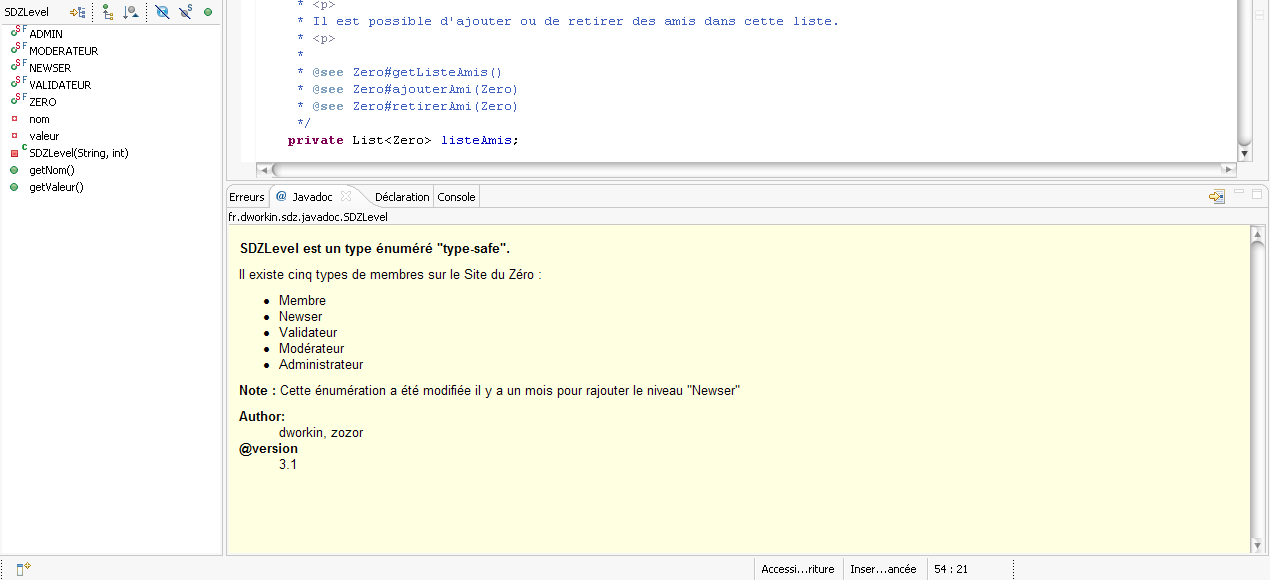 SDZLevel
ADMIN
MODERATEUR
NEWSER
VALIDATEUR
ZERO
nom
valeur
SDZLevel(String, int)
getNom()
getValeur()
* <p>
* Il est possible d'ajouter ou de retirer des amis dans cette liste.
* <p>
*
* @see Zero#getListeAmis()
* @see Zero#ajouterAmi(Zero)
* @see Zero#retirerAmi(Zero)
*/
private List<Zero> listeAmis;
Erreurs @ Javadoc Déclaration Console
fr.dworkin.sdz.javadoc.SDZLevel
SDZLevel est un type énuméré "type-safe".
Il existe cinq types de membres sur le Site du Zéro :
• Membre
• Newser
• Validateur
• Modérateur
• Administrateur
Note : Cette énumération a été modifiée il y a un mois pour rajouter le niveau "Newser"
Author:
dworkin, zozor
@version
3.1
Accessi...riture Inser...ancée 54 : 21